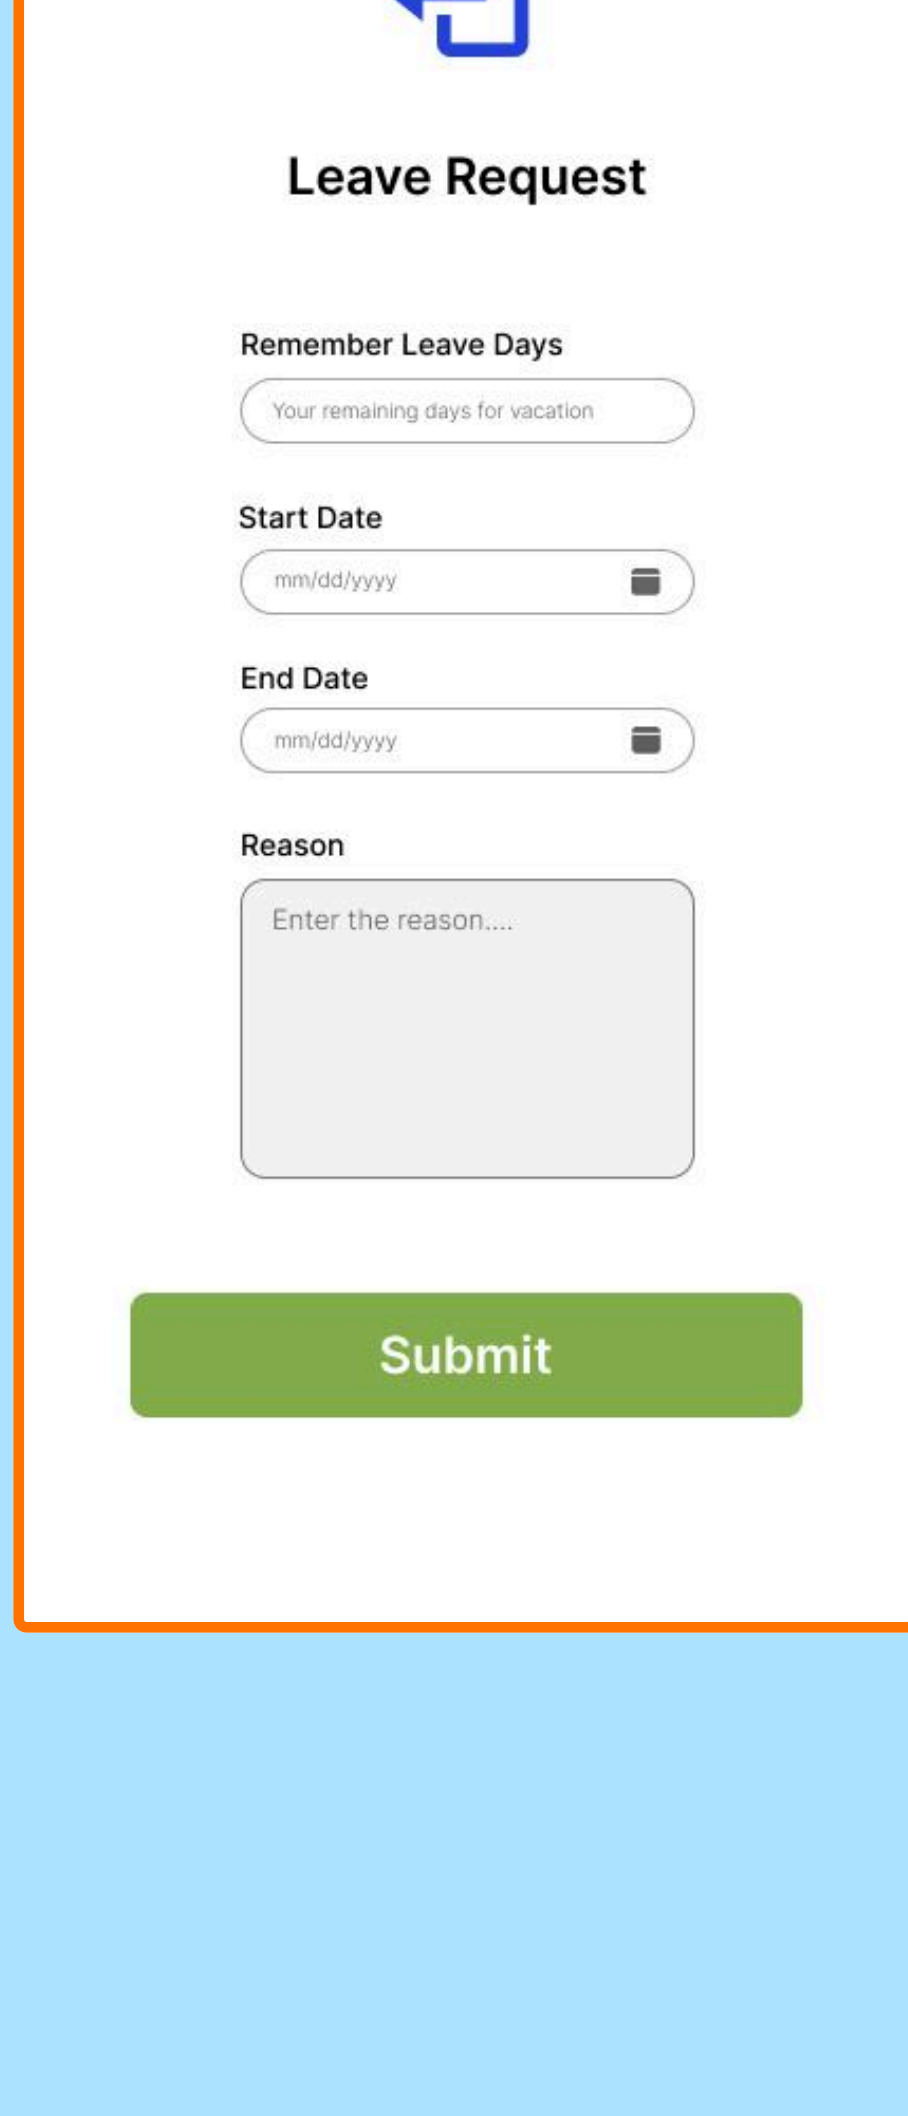 Leave Request
Remember Leave Days
Your remaining days for vacation
Start Date
mm/dd/yyyy
End Date
mm/dd/yyyy
Reason
Enter the reason....
Submit